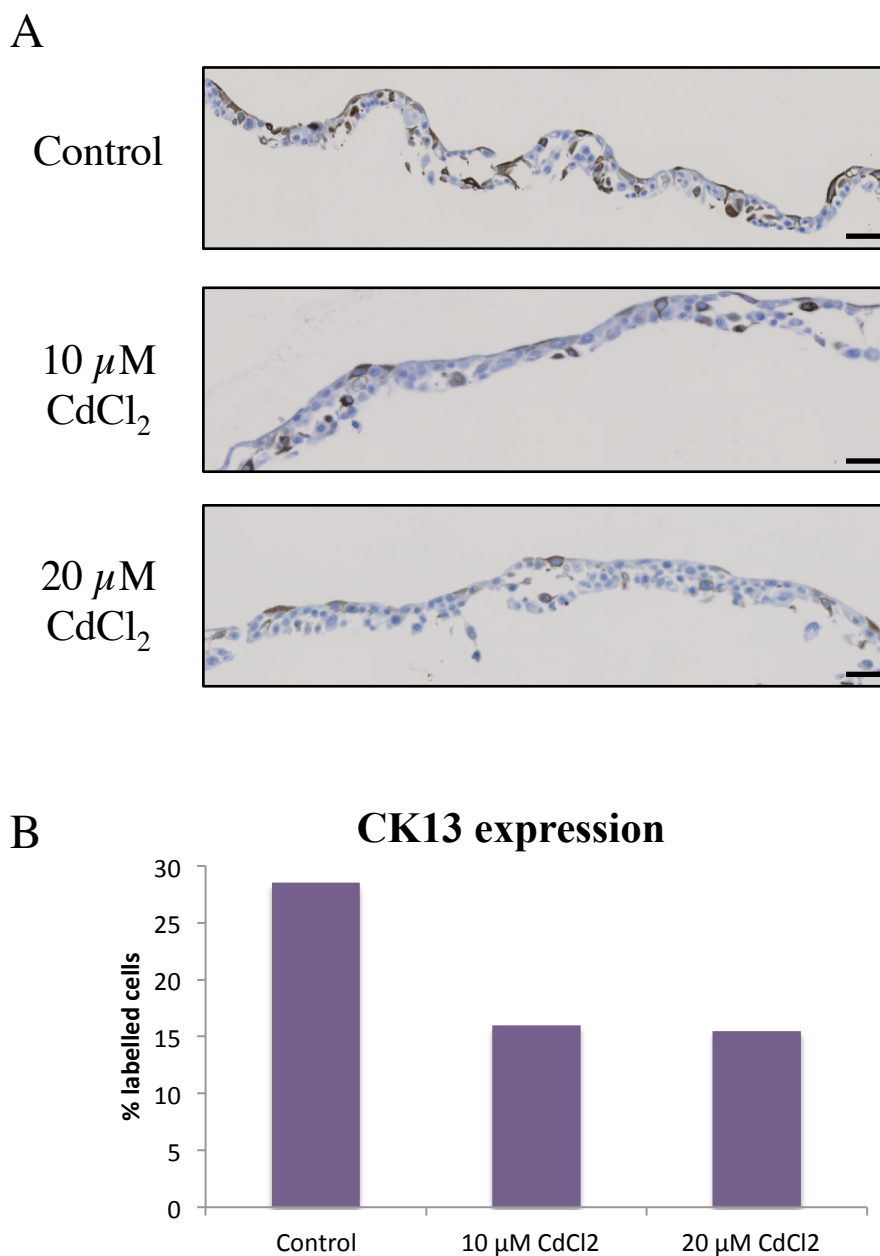 A
Control
10 µM
CdCl₂
20 µM
CdCl₂
B
CK13 expression
% labelled cells
30
25
20
15
10
5
0
Control
10 µM CdCl2
20 µM CdCl2